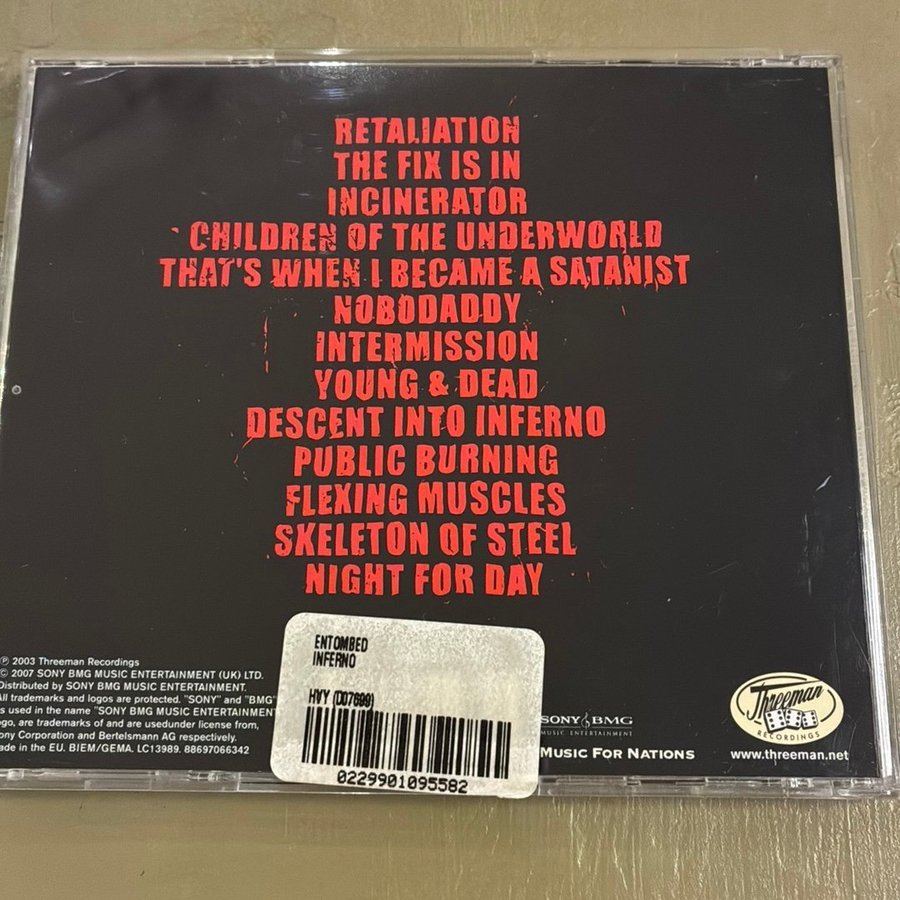 RETALIATION
THE FIX IS IN
INCINERATOR
CHILDREN OF THE UNDERWORLD
THAT'S WHEN I BECAME A SATANIST
NOBODADDY
INTERMISSION
YOUNG & DEAD
DESCENT INTO INFERNO
PUBLIC BURNING
FLEXING MUSCLES
SKELETON OF STEEL
NIGHT FOR DAY
ENTOMBED
INFERNO
HVY (007699)
0229901095582
℗ 2003 Threeman Recordings
© 2007 SONY BMG MUSIC ENTERTAINMENT (UK) LTD.
Distributed by SONY BMG MUSIC ENTERTAINMENT.
All trademarks and logos are protected. "SONY" and "BMG"
as used in the name "SONY BMG MUSIC ENTERTAINMENT
logo, are trademarks of and are usedunder license from,
Sony Corporation and Bertelsmann AG respectively.
Made in the EU. BIEM/GEMA. LC13989. 88697066342
SONY BMG
MUSIC ENTERTAINMENT
MUSIC FOR NATIONS
Threeman
RECORDINGS
www.threeman.net